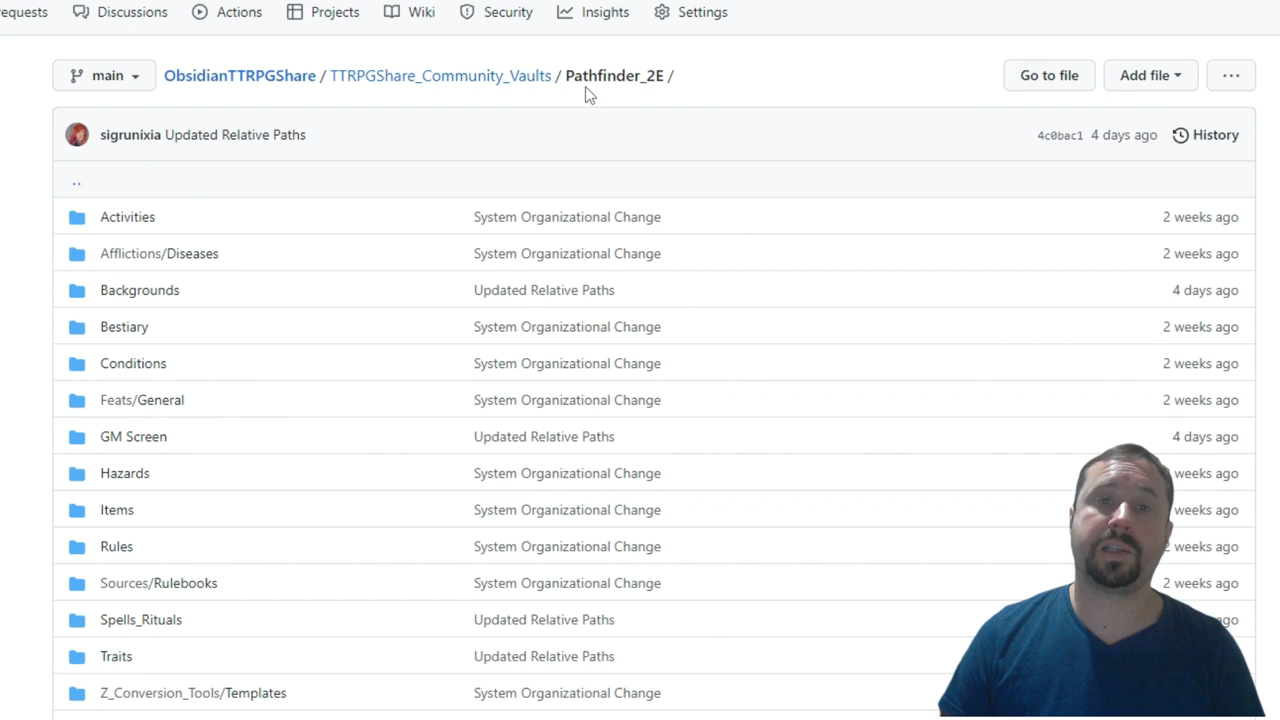 equests Discussions Actions Projects Wiki Security Insights Settings
main ObsidianTTRPGShare / TTRPGShare_Community_Vaults / Pathfinder_2E / Go to file Add file ...
sigrunixia Updated Relative Paths 4c0bac1 4 days ago History
..
Activities System Organizational Change 2 weeks ago
Afflictions/Diseases System Organizational Change 2 weeks ago
Backgrounds Updated Relative Paths 4 days ago
Bestiary System Organizational Change 2 weeks ago
Conditions System Organizational Change 2 weeks ago
Feats/General System Organizational Change 2 weeks ago
GM Screen Updated Relative Paths 4 days ago
Hazards System Organizational Change weeks ago
Items System Organizational Change weeks ago
Rules System Organizational Change 2 weeks ago
Sources/Rulebooks System Organizational Change 2 weeks ago
Spells_Rituals Updated Relative Paths ago
Traits Updated Relative Paths
Z_Conversion_Tools/Templates System Organizational Change